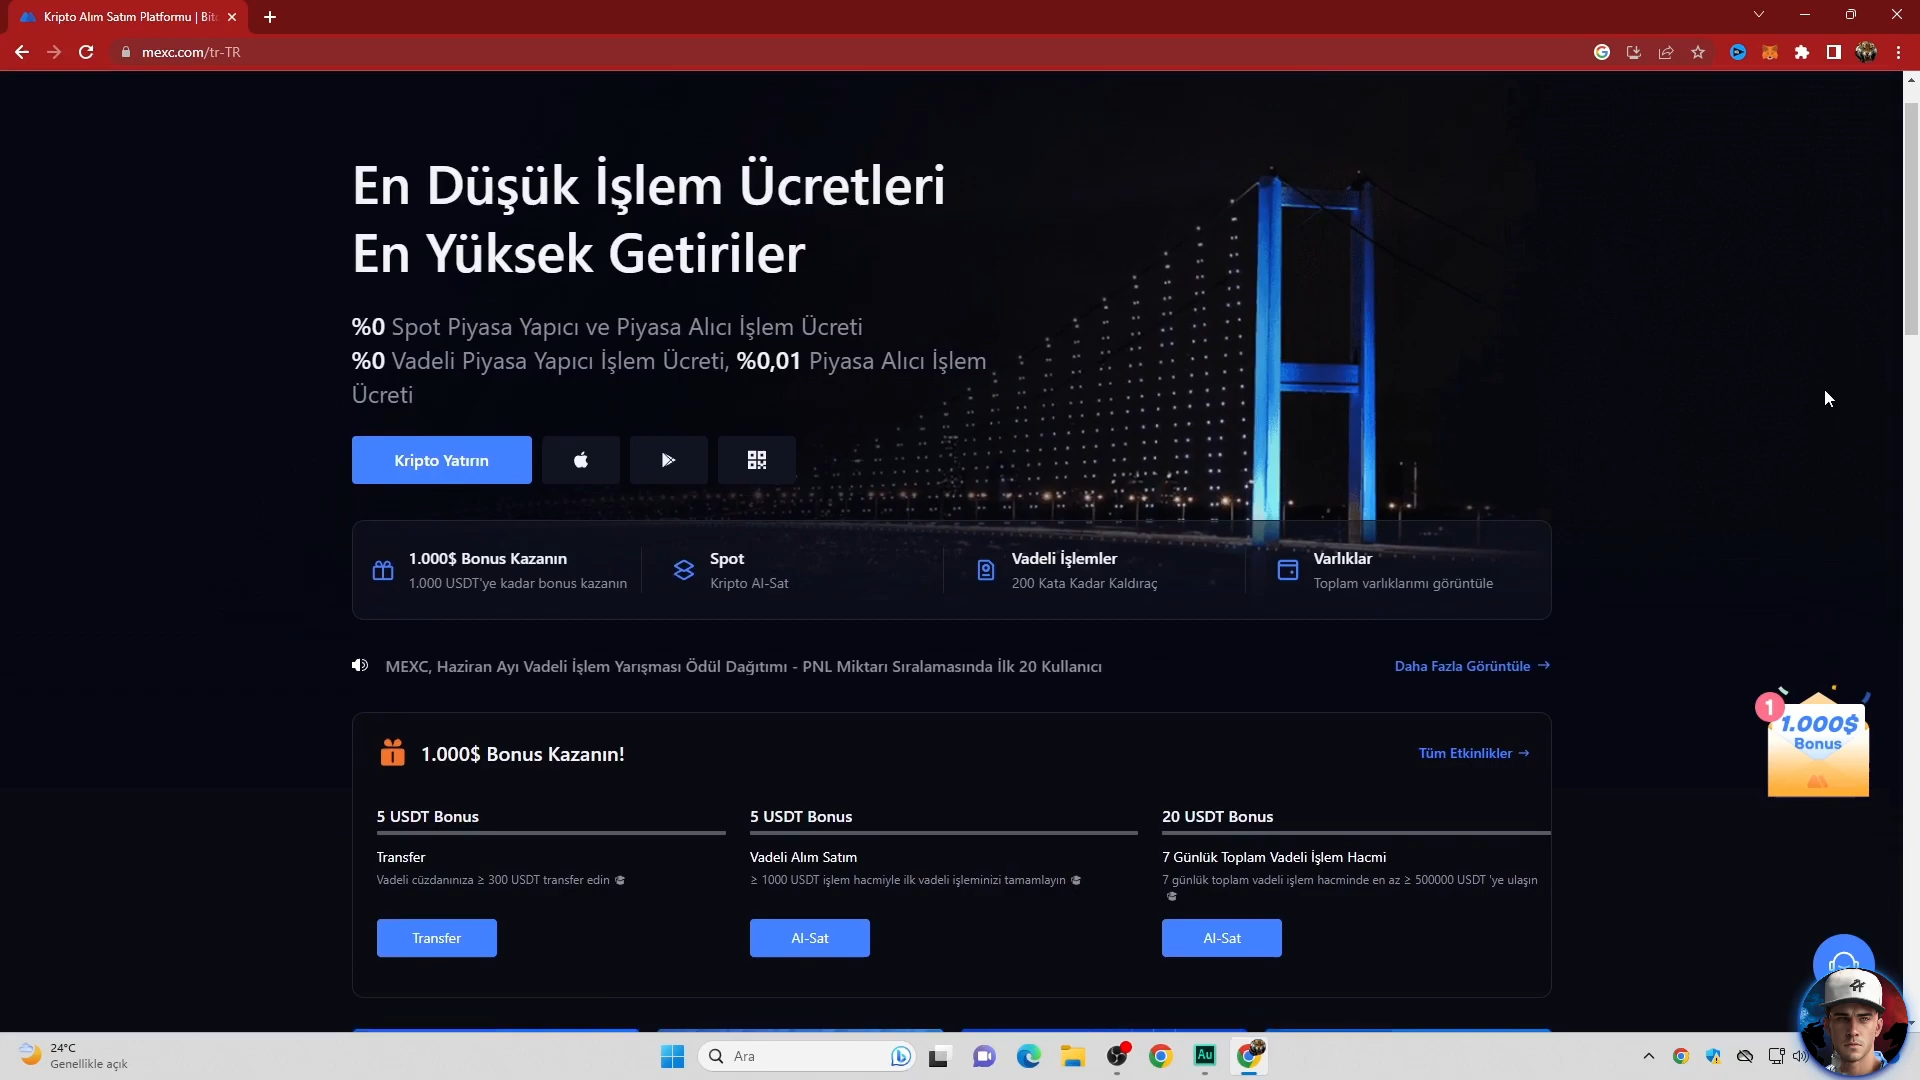 Kripto Alım Satım Platformu | Bitc
mexc.com/tr-TR
En Düşük İşlem Ücretleri
En Yüksek Getiriler
%0 Spot Piyasa Yapıcı ve Piyasa Alıcı İşlem Ücreti
%0 Vadeli Piyasa Yapıcı İşlem Ücreti, %0,01 Piyasa Alıcı İşlem
Ücreti
Kripto Yatırın
1.000$ Bonus Kazanın
1.000 USDT'ye kadar bonus kazanın
Spot
Kripto Al-Sat
Vadeli İşlemler
200 Kata Kadar Kaldıraç
Varlıklar
Toplam varlıklarımı görüntüle
MEXC, Haziran Ayı Vadeli İşlem Yarışması Ödül Dağıtımı - PNL Miktarı Sıralamasında İlk 20 Kullanıcı
Daha Fazla Görüntüle →
1
1.000$
Bonus
1.000$ Bonus Kazanın!
Tüm Etkinlikler →
5 USDT Bonus
Transfer
Vadeli cüzdanınıza ≥ 300 USDT transfer edin
Transfer
5 USDT Bonus
Vadeli Alım Satım
≥ 1000 USDT işlem hacmiyle ilk vadeli işleminizi tamamlayın
Al-Sat
20 USDT Bonus
7 Günlük Toplam Vadeli İşlem Hacmi
7 günlük toplam vadeli işlem hacminde en az ≥ 500000 USDT 'ye ulaşın
Al-Sat
24°C
Genellikle açık
Ara
Au